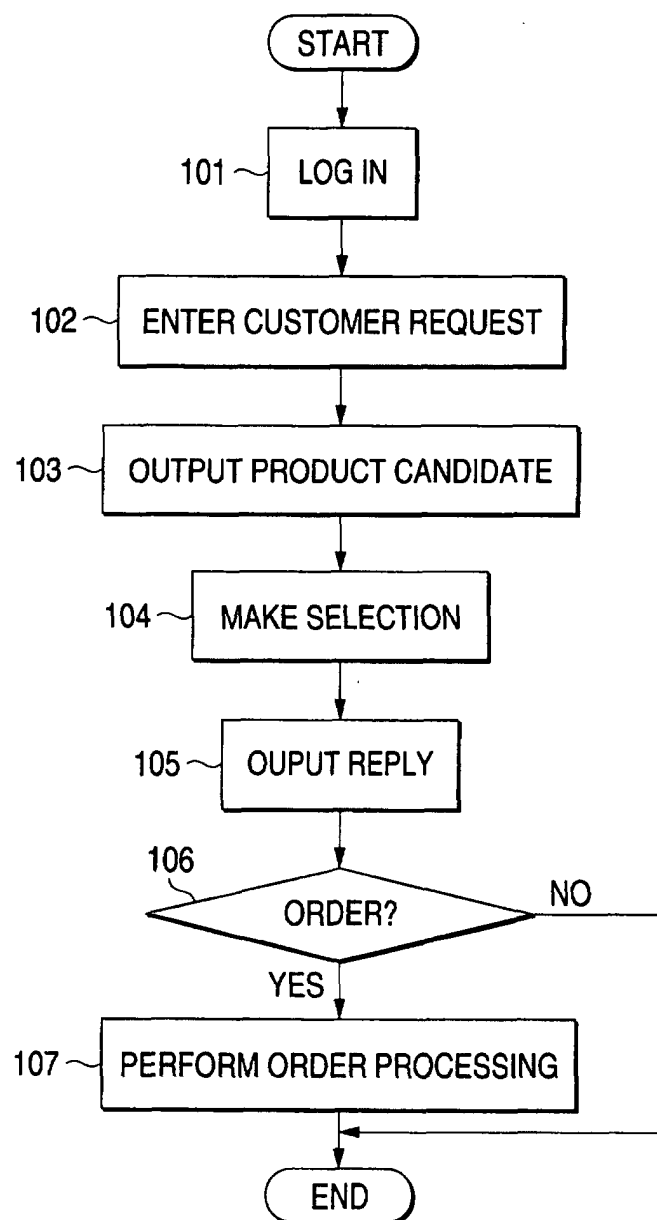 START
101
LOG IN
102
ENTER CUSTOMER REQUEST
103
OUTPUT PRODUCT CANDIDATE
104
MAKE SELECTION
105
OUPUT REPLY
106
ORDER?
NO
YES
107
PERFORM ORDER PROCESSING
END